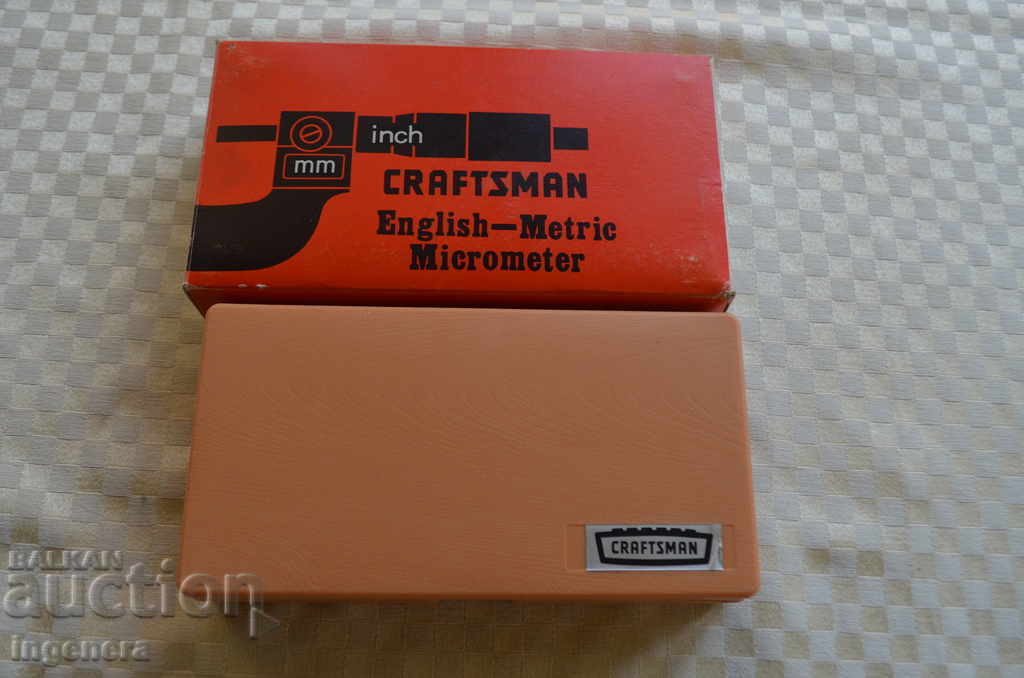 inch
mm
CRAFTSMAN
English—Metric
Micrometer
CRAFTSMAN
BALKAN
auction
ingenera